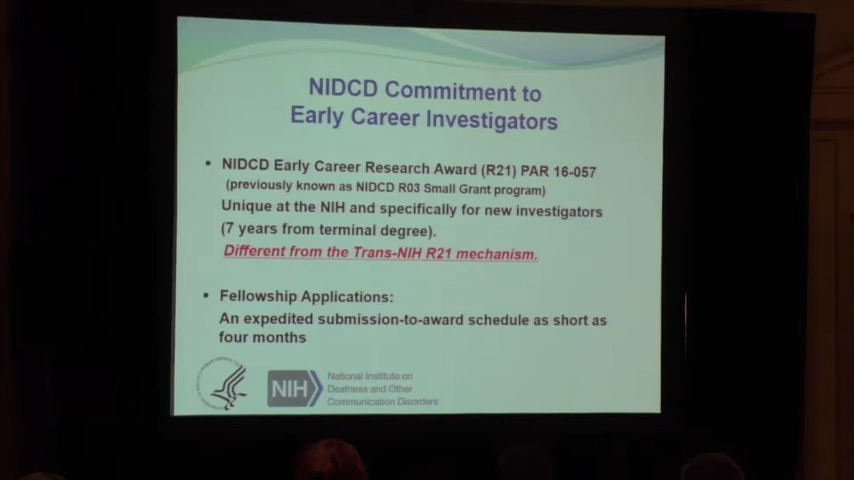 NIDCD Commitment to
Early Career Investigators
▪ NIDCD Early Career Research Award (R21) PAR 16-057
(previously known as NIDCD R03 Small Grant program)
Unique at the NIH and specifically for new investigators
(7 years from terminal degree).
Different from the Trans-NIH R21 mechanism.
▪ Fellowship Applications:
An expedited submission-to-award schedule as short as
four months
NIH
National Institute on
Deafness and Other
Communication Disorders